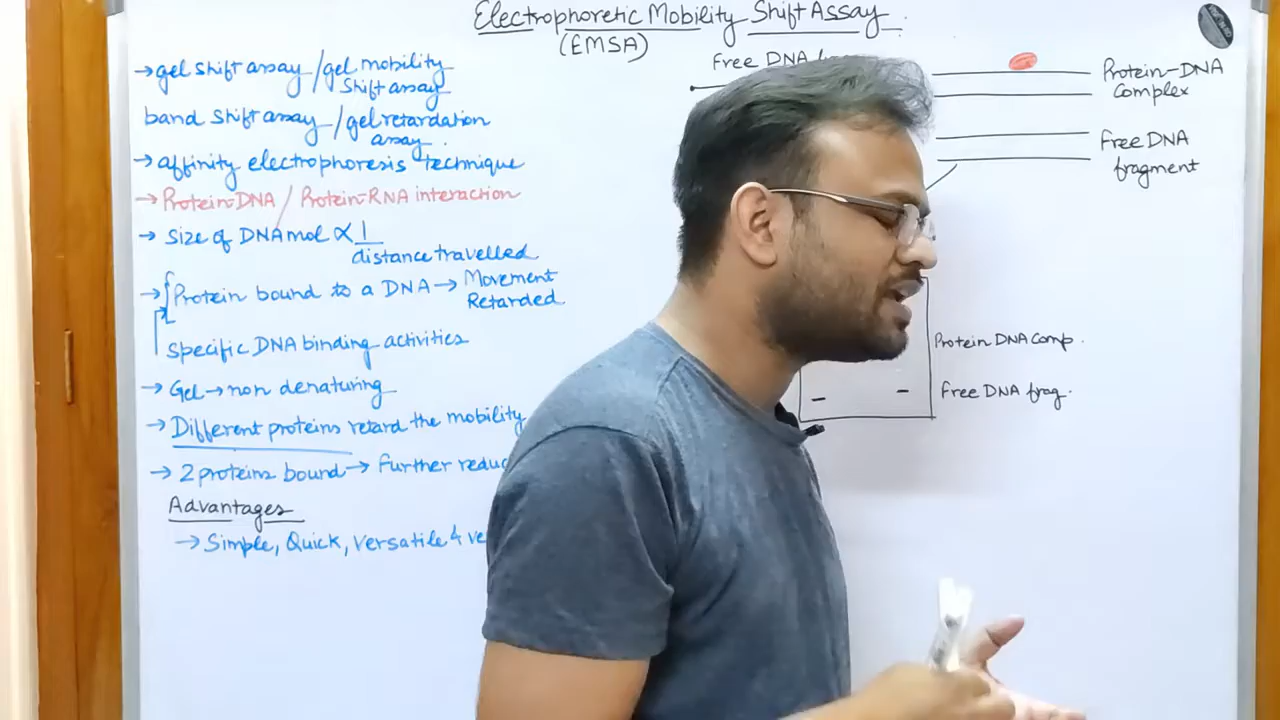 Electrophoretic Mobility Shift Assay
(EMSA)
→ gel shift assay / gel mobility
shift assay
band shift assay / gel retardation
assay.
→ affinity electrophoresis technique
→ Protein-DNA / Protein-RNA interaction
→ Size of DNA mol ∝ 1
distance travelled
→ Protein bound to a DNA → Movement
Retarded
specific DNA binding activities
→ Gel → non denaturing
→ Different proteins retard the mobility
→ 2 proteins bound → Further
Advantages
→ Simple, Quick, versatile &
Free DNA
Protein-DNA
Complex
Free DNA
fragment
Protein DNA Comp.
Free DNA frag.